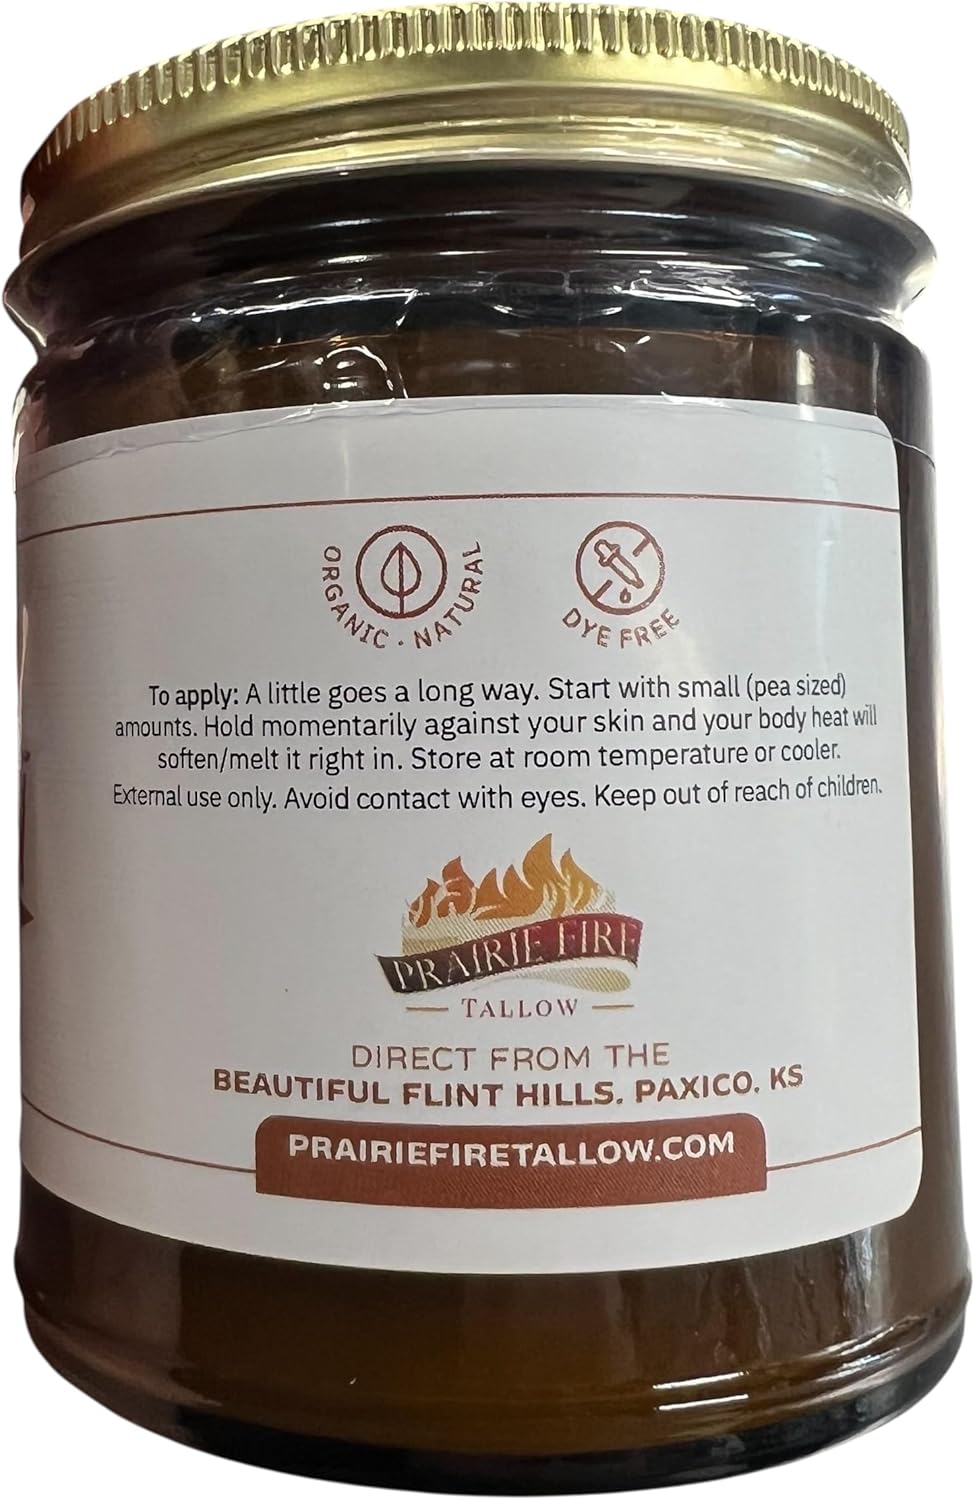 ORGANIC · NATURAL
DYE FREE
To apply: A little goes a long way. Start with small (pea sized)
amounts. Hold momentarily against your skin and your body heat will
soften/melt it right in. Store at room temperature or cooler.
External use only. Avoid contact with eyes. Keep out of reach of children.
PRAIRIE FIRE
TALLOW
DIRECT FROM THE
BEAUTIFUL FLINT HILLS, PAXICO, KS
PRAIRIEFIRETALLOW.COM